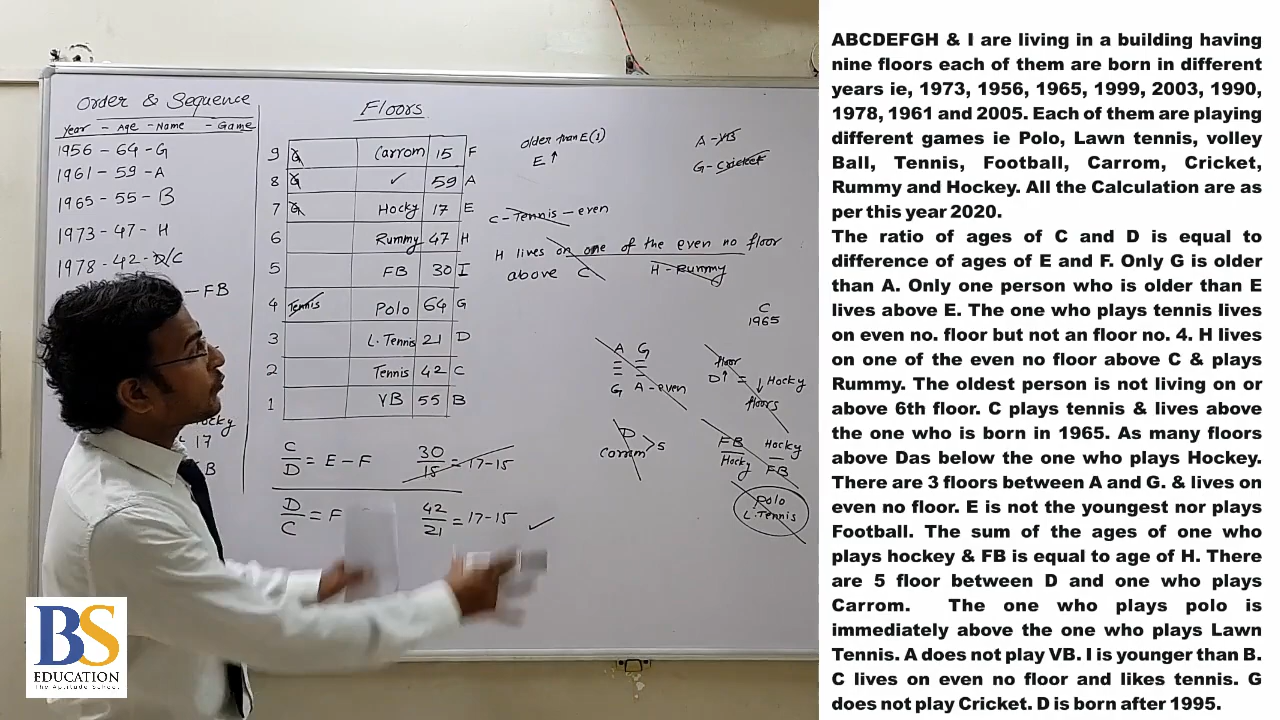 Order & Sequence
Year - Age - Name - Game
1956 - 64 - G
1961 - 59 - A
1965 - 55 - B
1973 - 47 - H
1978 - 42 - D/C
- FB
Hocky
17
B
Floors
9 G Carrom 15 F
8 G ✓ 59 A
7 G Hocky 17 E
6 Rummy 47 H
5 FB 30 I
4 Tennis Polo 64 G
3 L. Tennis 21 D
2 Tennis 42 C
1 VB 55 B
C/D = E - F 30/15 = 17-15
D/C = F 42/21 = 17-15 ✓
older than E(1)
E ↑
A - VB
G - Cricket
C - Tennis - even
H lives on one of the even no floor
above C H - Rummy
C
1965
A G
G A - even
floor
D↑ = ↓ Hocky
floors
D
Carrom > 5
FB Hocky
Hocky FB
Polo
L. Tennis
BS
EDUCATION
The Aptitude School
ABCDEFGH & I are living in a building having
nine floors each of them are born in different
years ie, 1973, 1956, 1965, 1999, 2003, 1990,
1978, 1961 and 2005. Each of them are playing
different games ie Polo, Lawn tennis, volley
Ball, Tennis, Football, Carrom, Cricket,
Rummy and Hockey. All the Calculation are as
per this year 2020.
The ratio of ages of C and D is equal to
difference of ages of E and F. Only G is older
than A. Only one person who is older than E
lives above E. The one who plays tennis lives
on even no. floor but not an floor no. 4. H lives
on one of the even no floor above C & plays
Rummy. The oldest person is not living on or
above 6th floor. C plays tennis & lives above
the one who is born in 1965. As many floors
above Das below the one who plays Hockey.
There are 3 floors between A and G. & lives on
even no floor. E is not the youngest nor plays
Football. The sum of the ages of one who
plays hockey & FB is equal to age of H. There
are 5 floor between D and one who plays
Carrom. The one who plays polo is
immediately above the one who plays Lawn
Tennis. A does not play VB. I is younger than B.
C lives on even no floor and likes tennis. G
does not play Cricket. D is born after 1995.